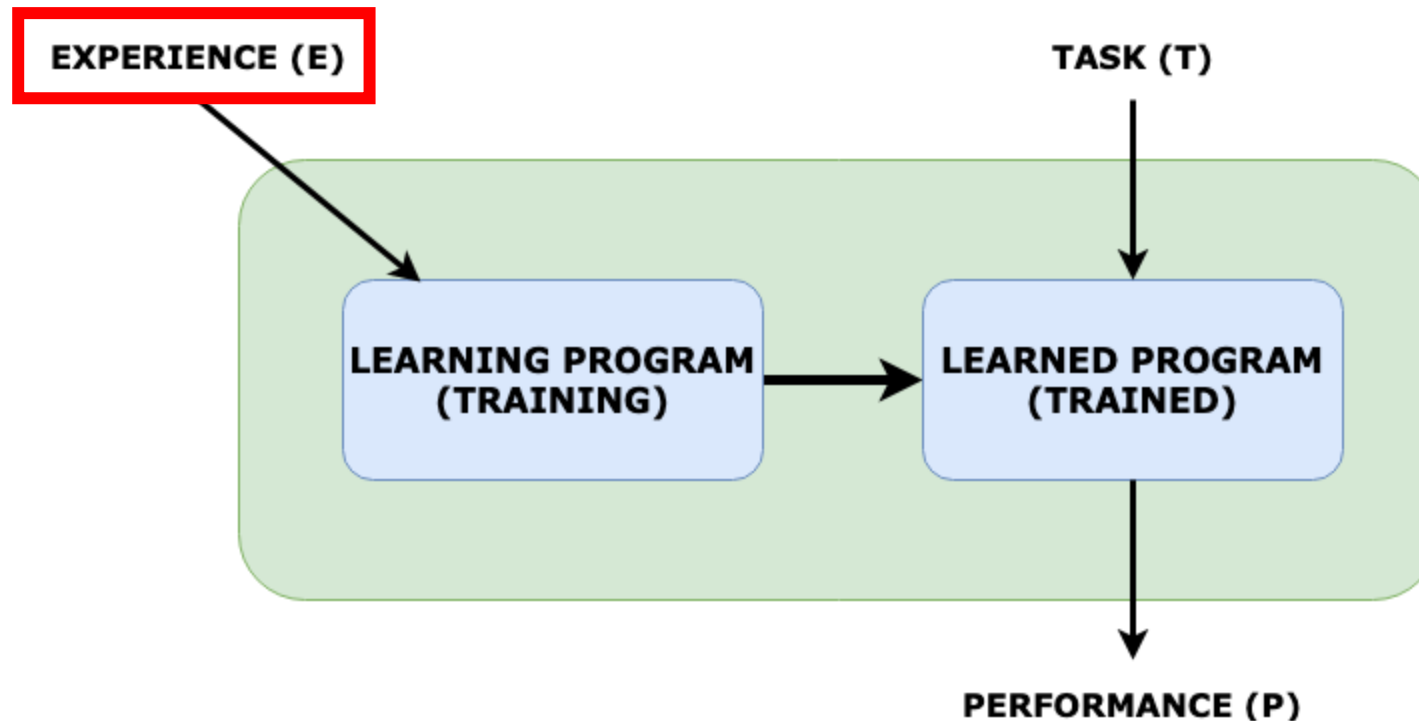 EXPERIENCE (E)
TASK (T)
LEARNING PROGRAM
(TRAINING)
LEARNED PROGRAM
(TRAINED)
PERFORMANCE (P)